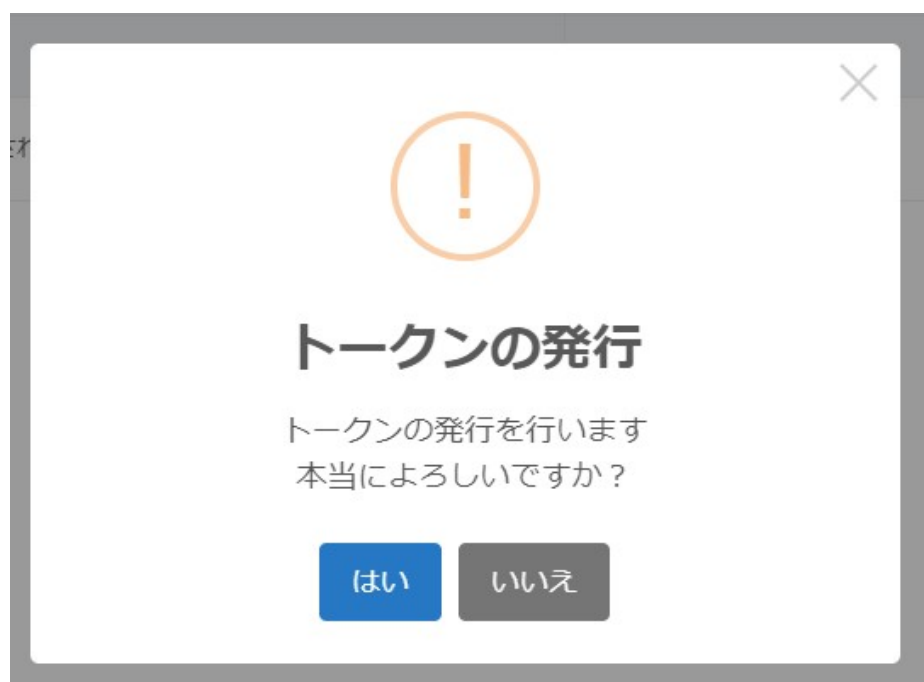 トークンの発行
トークンの発行を行います
本当によろしいですか？
はい
いいえ